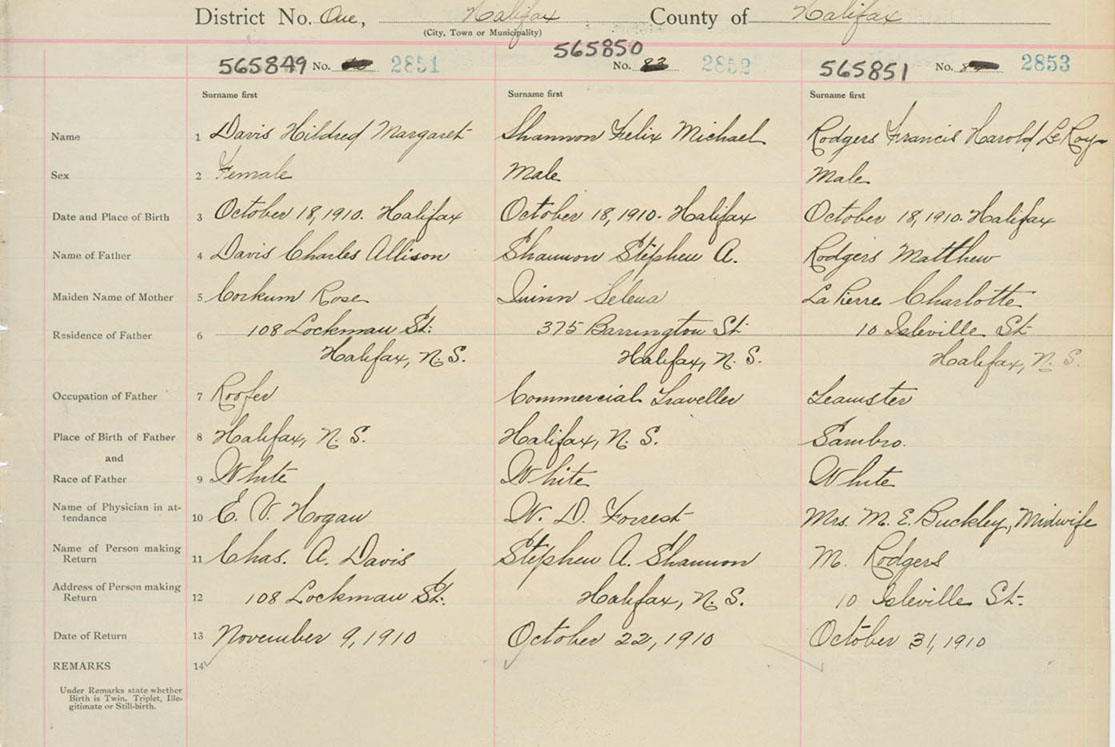 District No. One, Halifax County of Halifax
(City, Town or Municipality)
565849 No. 2851 565850 No. 82 2852 565851 No. 2853
Surname first Surname first Surname first
Name 1 Davis Hildred Margaret Shannon Felix Michael Rodgers Francis Harold LeRoy
Sex 2 Female Male Male
Date and Place of Birth 3 October 18, 1910. Halifax October 18, 1910. Halifax October 18, 1910. Halifax
Name of Father 4 Davis Charles Allison Shannon Stephen A. Rodgers Matthew
Maiden Name of Mother 5 Corkum Rose Quinn Selena La Pierre Charlotte
Residence of Father 6 108 Lockman St. 375 Barrington St. 10 Isleville St.
Halifax, N. S. Halifax, N. S. Halifax, N. S.
Occupation of Father 7 Roofer Commercial Traveller Teamster
Place of Birth of Father 8 Halifax, N. S. Halifax, N. S. Sambro.
and
Race of Father 9 White White White
Name of Physician in at-
tendance 10 E. V. Hogan W. D. Forrest Mrs. M. E. Buckley, Midwife
Name of Person making
Return 11 Chas. A. Davis Stephen A. Shannon M. Rodgers
Address of Person making
Return 12 108 Lockman St. Halifax, N. S. 10 Isleville St.
Date of Return 13 November 9, 1910 October 22, 1910 October 31, 1910
REMARKS 14
Under Remarks state whether
Birth is Twin, Triplet, Ille-
gitimate or Still-birth.